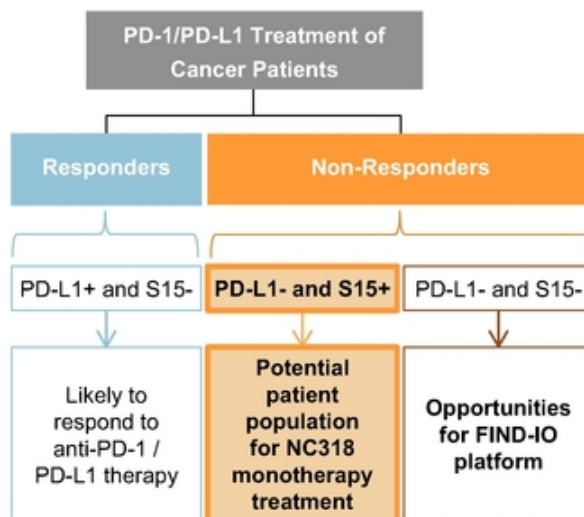 PD-1/PD-L1 Treatment of
Cancer Patients
Responders
Non-Responders
PD-L1+ and S15-
PD-L1- and S15+
PD-L1- and S15-
Likely to
respond to
anti-PD-1 /
PD-L1 therapy
Potential
patient
population
for NC318
monotherapy
treatment
Opportunities
for FIND-IO
platform